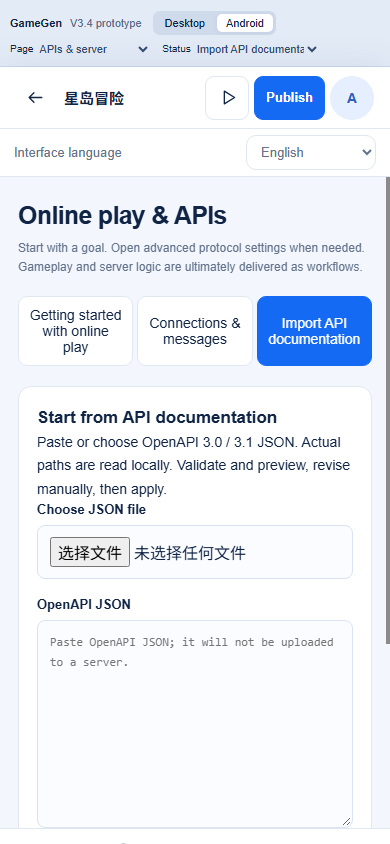 GameGen V3.4 prototype Desktop Android
Page APIs & server Status Import API documenta
星岛冒险 Publish A
Interface language English
Online play & APIs
Start with a goal. Open advanced protocol settings when needed.
Gameplay and server logic are ultimately delivered as workflows.
Getting started
with online
play
Connections &
messages
Import API
documentation
Start from API documentation
Paste or choose OpenAPI 3.0 / 3.1 JSON. Actual
paths are read locally. Validate and preview, revise
manually, then apply.
Choose JSON file
选择文件 未选择任何文件
OpenAPI JSON
Paste OpenAPI JSON; it will not be uploaded
to a server.